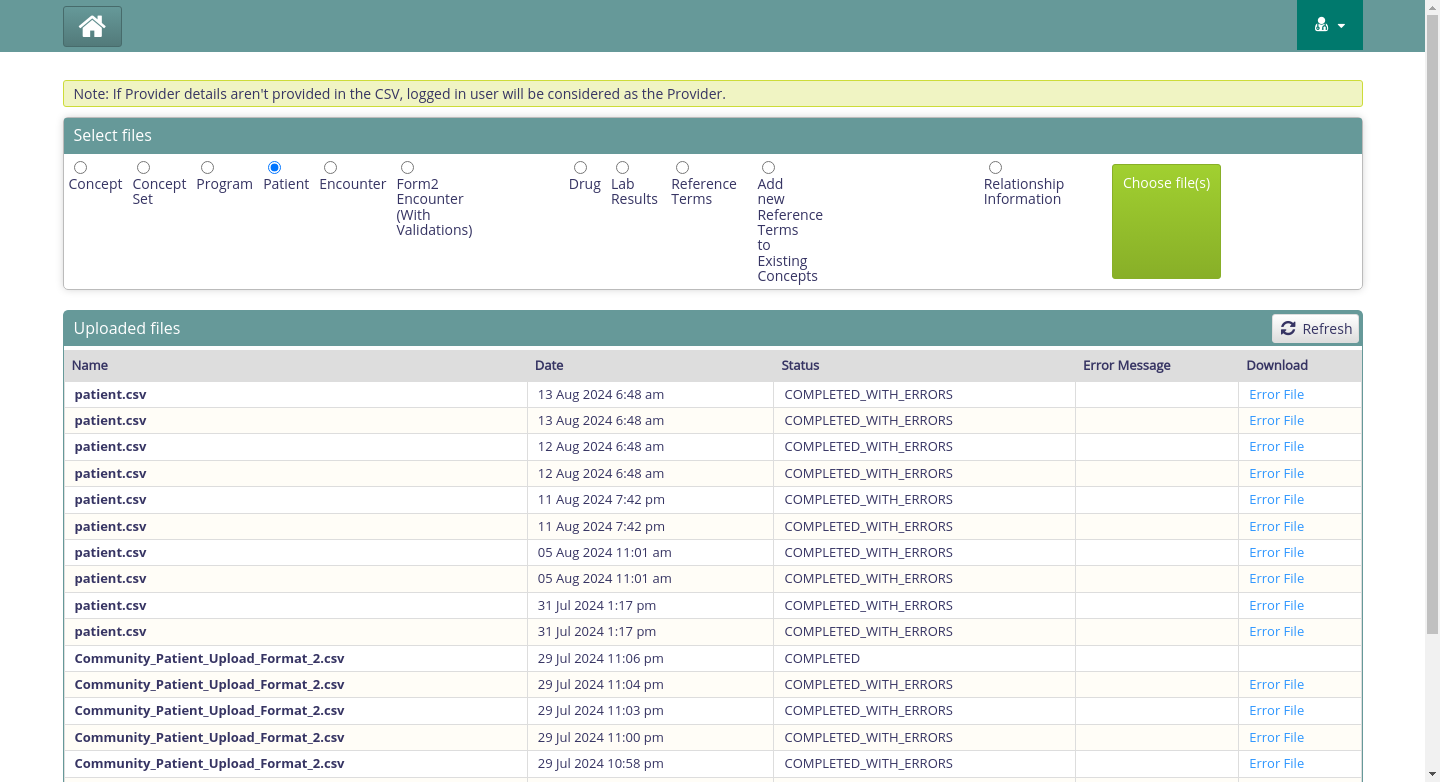 Note: If Provider details aren't provided in the CSV, logged in user will be considered as the Provider.
Select files
Concept
Concept Set
Program
Patient
Encounter
Form2 Encounter (With Validations)
Drug
Lab Results
Reference Terms
Add new Reference Terms to Existing Concepts
Relationship Information
Choose file(s)
Uploaded files
Refresh
Name Date Status Error Message Download
patient.csv 13 Aug 2024 6:48 am COMPLETED_WITH_ERRORS Error File
patient.csv 13 Aug 2024 6:48 am COMPLETED_WITH_ERRORS Error File
patient.csv 12 Aug 2024 6:48 am COMPLETED_WITH_ERRORS Error File
patient.csv 12 Aug 2024 6:48 am COMPLETED_WITH_ERRORS Error File
patient.csv 11 Aug 2024 7:42 pm COMPLETED_WITH_ERRORS Error File
patient.csv 11 Aug 2024 7:42 pm COMPLETED_WITH_ERRORS Error File
patient.csv 05 Aug 2024 11:01 am COMPLETED_WITH_ERRORS Error File
patient.csv 05 Aug 2024 11:01 am COMPLETED_WITH_ERRORS Error File
patient.csv 31 Jul 2024 1:17 pm COMPLETED_WITH_ERRORS Error File
patient.csv 31 Jul 2024 1:17 pm COMPLETED_WITH_ERRORS Error File
Community_Patient_Upload_Format_2.csv 29 Jul 2024 11:06 pm COMPLETED
Community_Patient_Upload_Format_2.csv 29 Jul 2024 11:04 pm COMPLETED_WITH_ERRORS Error File
Community_Patient_Upload_Format_2.csv 29 Jul 2024 11:03 pm COMPLETED_WITH_ERRORS Error File
Community_Patient_Upload_Format_2.csv 29 Jul 2024 11:00 pm COMPLETED_WITH_ERRORS Error File
Community_Patient_Upload_Format_2.csv 29 Jul 2024 10:58 pm COMPLETED_WITH_ERRORS Error File